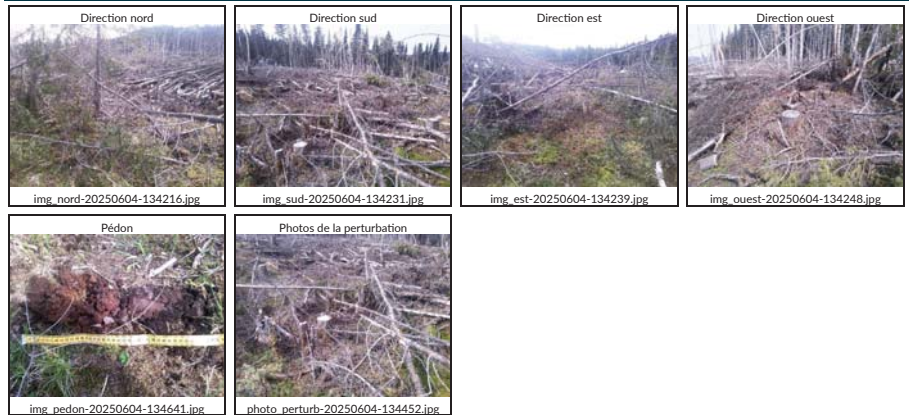 Direction nord
Direction sud
Direction est
Direction ouest
img_nord-20250604-134216.jpg
img_sud-20250604-134231.jpg
img_est-20250604-134239.jpg
img_ouest-20250604-134248.jpg
Pédon
Photos de la perturbation
img_pedon-20250604-134641.jpg
photo_perturb-20250604-134452.jpg